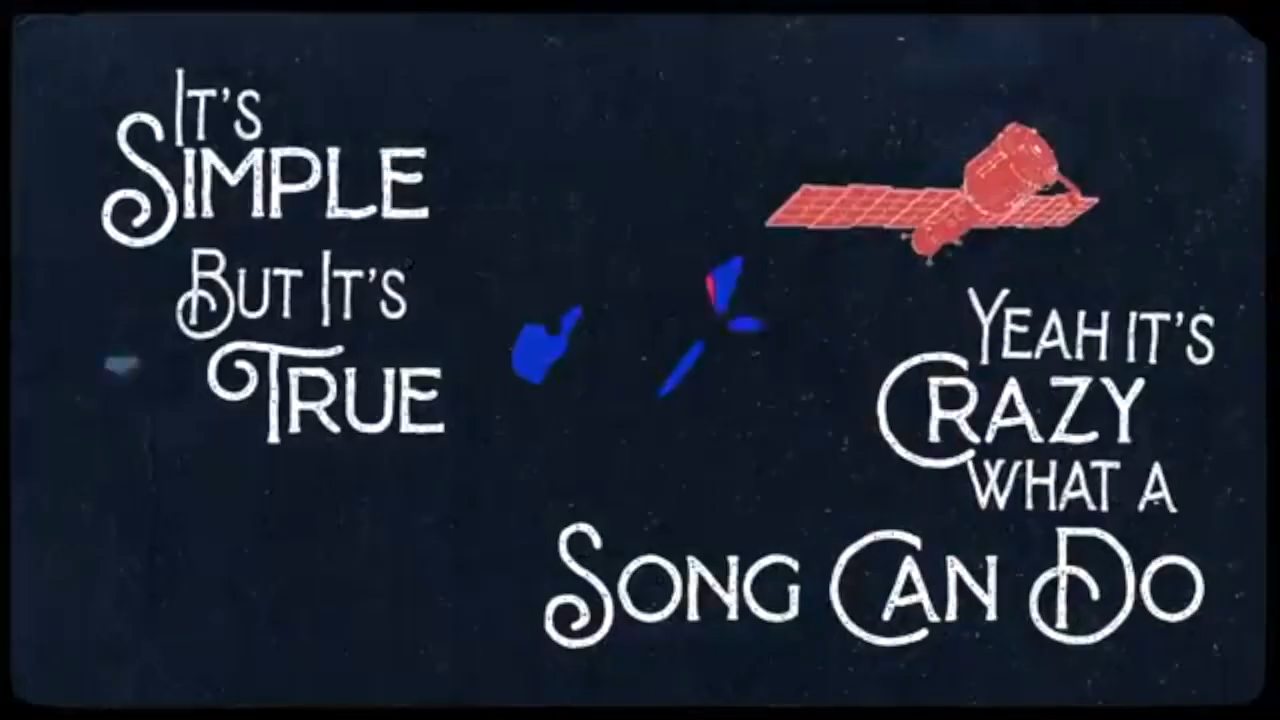 It's
Simple
But It's
True
Yeah it's
Crazy
what a
Song Can Do